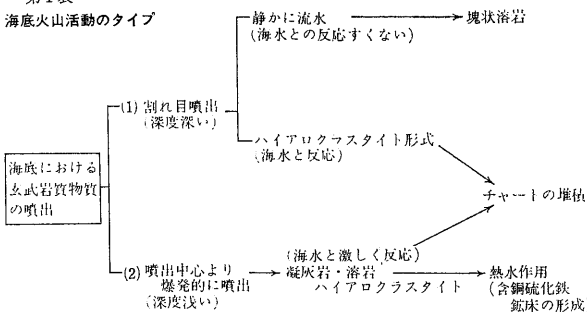 第1表
海底火山活動のタイプ
静かに流水
(海水との反応すくない)
塊状溶岩
(1) 割れ目噴出
(深度深い)
ハイアロクラスタイト形式
(海水と反応)
海底における
玄武岩質物質
の噴出
チャートの堆積
(海水と激しく反応)
(2) 噴出中心より
爆発的に噴出
(深度浅い)
凝灰岩・溶岩
ハイアロクラスタイト
熱水作用
(含銅硫化鉄
鉱床の形成